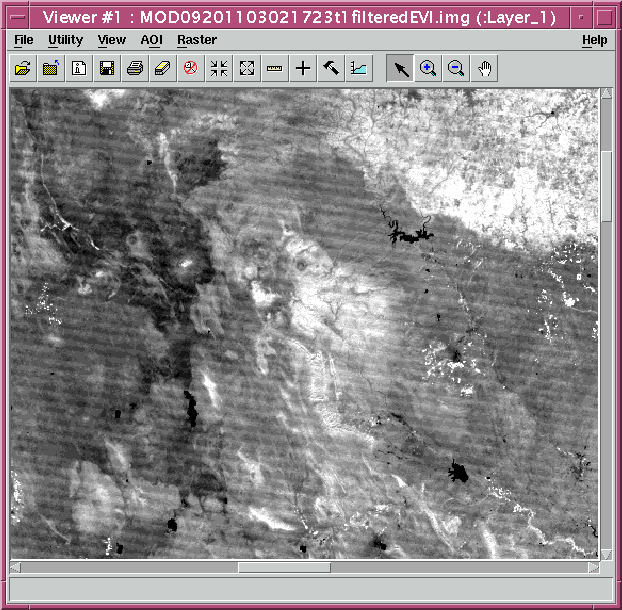 Viewer #1 : MOD09201103021723t1filteredEVI.img (:Layer_1)
File Utility View AOI Raster Help